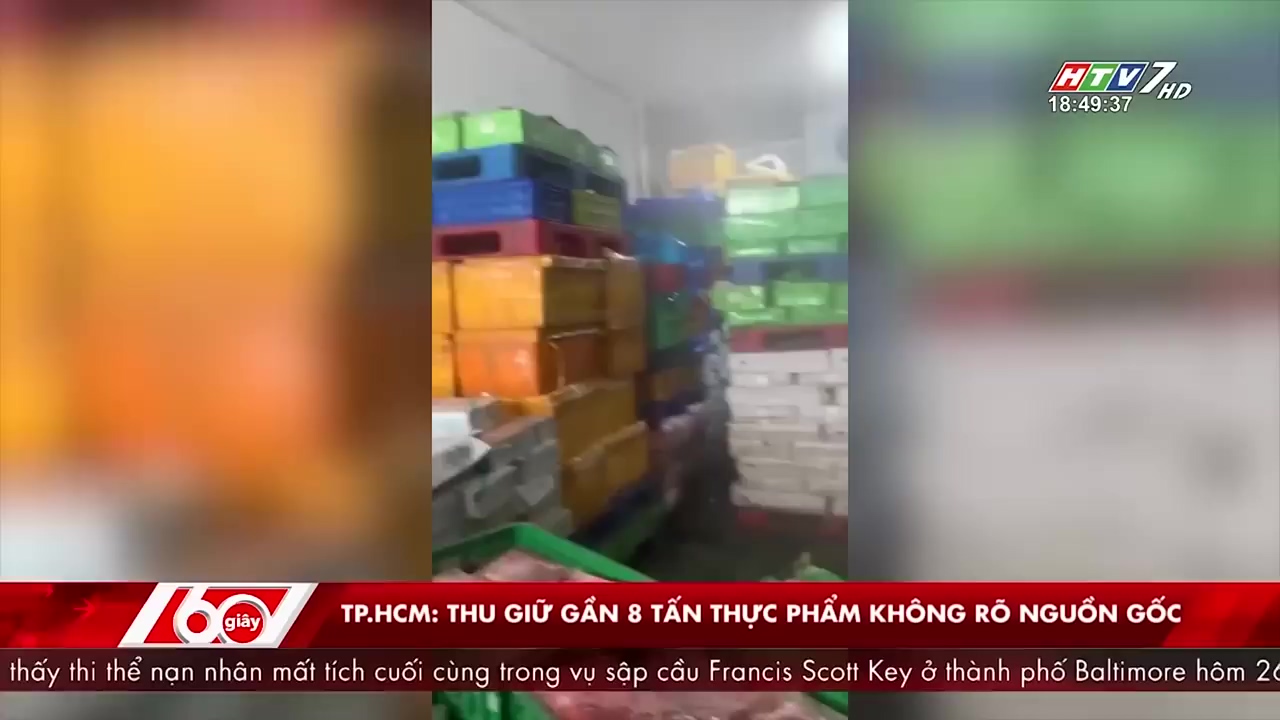 HTV7 HD
18:49:37
60 giây
TP.HCM: THU GIỮ GẦN 8 TẤN THỰC PHẨM KHÔNG RÕ NGUỒN GỐC
thấy thi thể nạn nhân mất tích cuối cùng trong vụ sập cầu Francis Scott Key ở thành phố Baltimore hôm 26